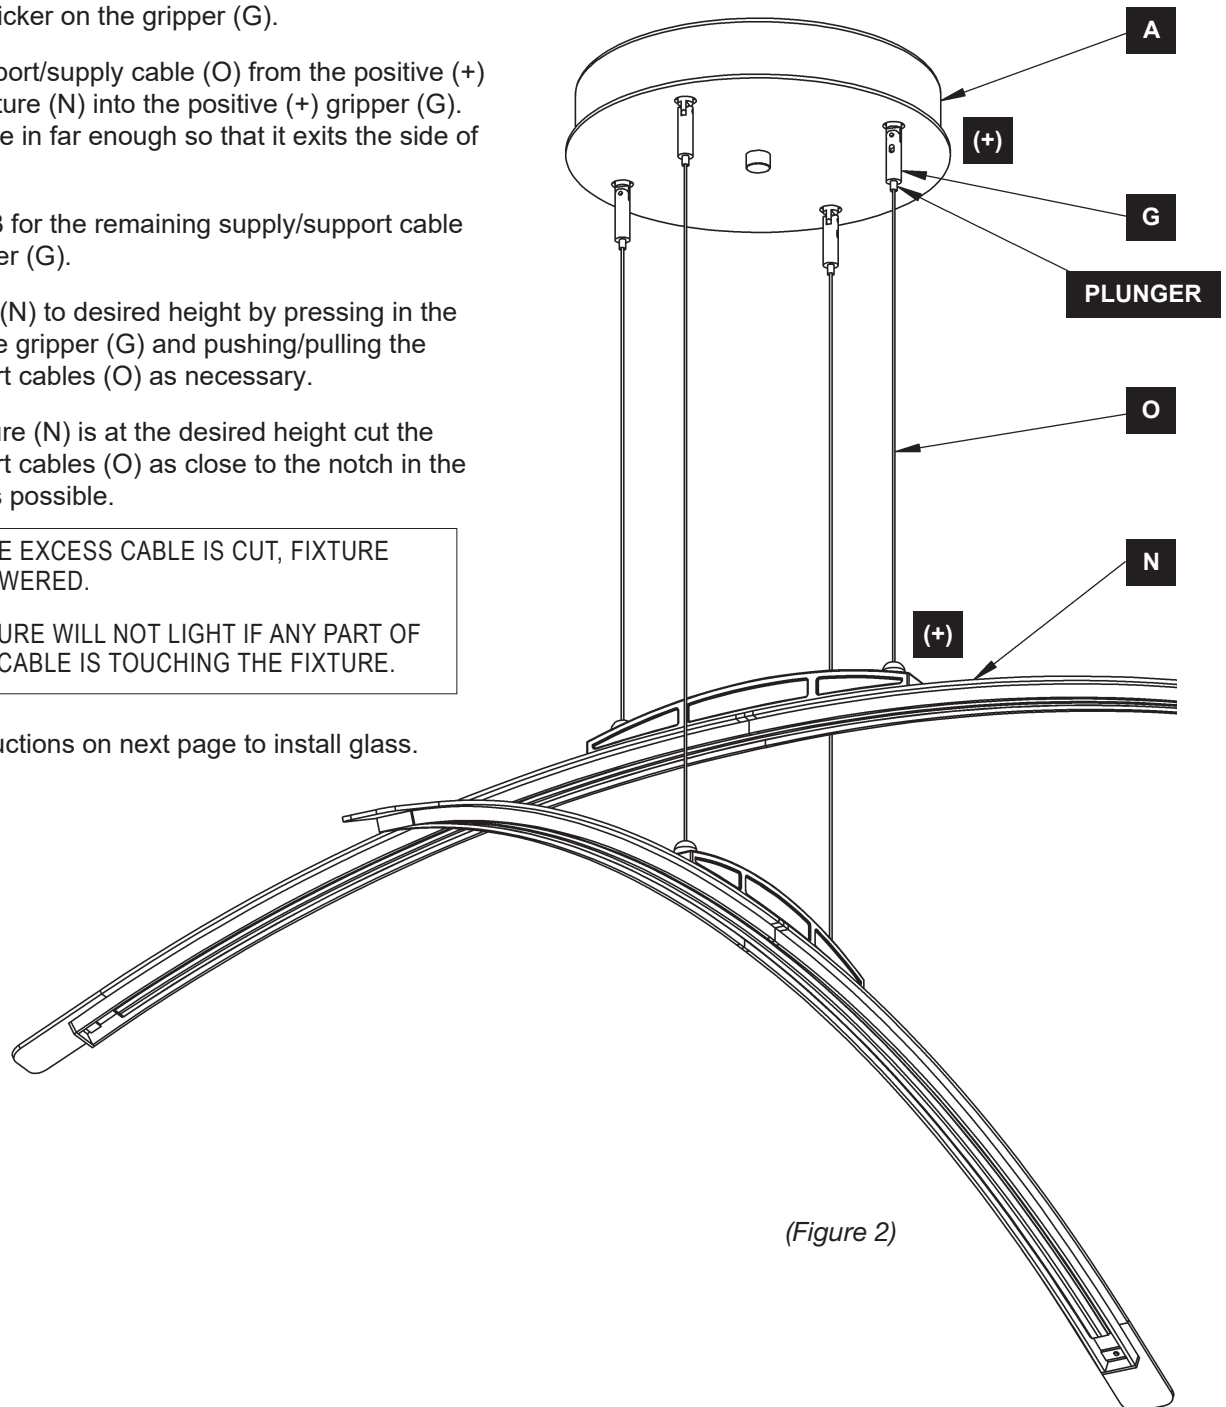 icker on the gripper (G).
port/supply cable (O) from the positive (+)
ture (N) into the positive (+) gripper (G).
e in far enough so that it exits the side of
3 for the remaining supply/support cable
er (G).
(N) to desired height by pressing in the
e gripper (G) and pushing/pulling the
rt cables (O) as necessary.
ure (N) is at the desired height cut the
rt cables (O) as close to the notch in the
s possible.
E EXCESS CABLE IS CUT, FIXTURE
WERED.
URE WILL NOT LIGHT IF ANY PART OF
CABLE IS TOUCHING THE FIXTURE.
uctions on next page to install glass.
A
(+)
G
PLUNGER
O
N
(+)
(Figure 2)